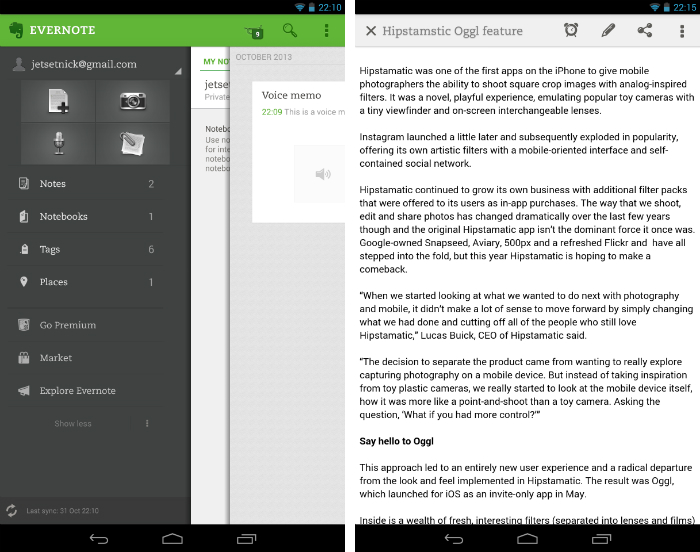 22:10
EVERNOTE
9
jetsetnick@gmail.com
Notes 2
Notebooks 1
Tags 6
Places 1
Go Premium
Market
Explore Evernote
Show less
Last sync: 31 Oct 22:10
MY NO
jetse
Private
Notebo
Use no
for inte
notebo
notebo
OCTOBER 2013
Voice memo
22:09 This is a voice m
22:15
Hipstamstic Oggl feature
Hipstamatic was one of the first apps on the iPhone to give mobile
photographers the ability to shoot square crop images with analog-inspired
filters. It was a novel, playful experience, emulating popular toy cameras with
a tiny viewfinder and on-screen interchangeable lenses.
Instagram launched a little later and subsequently exploded in popularity,
offering its own artistic filters with a mobile-oriented interface and self-
contained social network.
Hipstamatic continued to grow its own business with additional filter packs
that were offered to its users as in-app purchases. The way that we shoot,
edit and share photos has changed dramatically over the last few years
though and the original Hipstamatic app isn't the dominant force it once was.
Google-owned Snapseed, Aviary, 500px and a refreshed Flickr and have all
stepped into the fold, but this year Hipstamatic is hoping to make a
comeback.
"When we started looking at what we wanted to do next with photography
and mobile, it didn't make a lot of sense to move forward by simply changing
what we had done and cutting off all of the people who still love
Hipstamatic," Lucas Buick, CEO of Hipstamatic said.
"The decision to separate the product came from wanting to really explore
capturing photography on a mobile device. But instead of taking inspiration
from toy plastic cameras, we really started to look at the mobile device itself,
how it was more like a point-and-shoot than a toy camera. Asking the
question, 'What if you had more control?'"
Say hello to Oggl
This approach led to an entirely new user experience and a radical departure
from the look and feel implemented in Hipstamatic. The result was Oggl,
which launched for iOS as an invite-only app in May.
Inside is a wealth of fresh, interesting filters (separated into lenses and films)